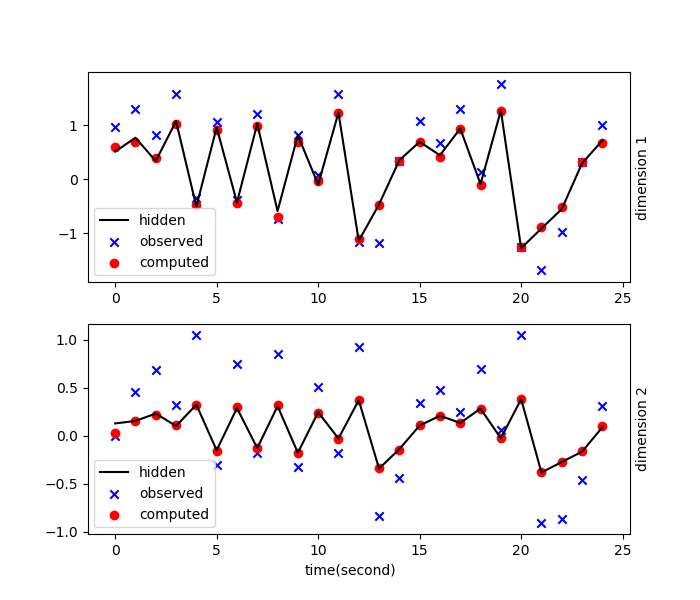 1
0
−1
hidden
observed
computed
0
5
10
15
20
25
dimension 1
1.0
0.5
0.0
−0.5
−1.0
hidden
observed
computed
0
5
10
15
20
25
dimension 2
time(second)